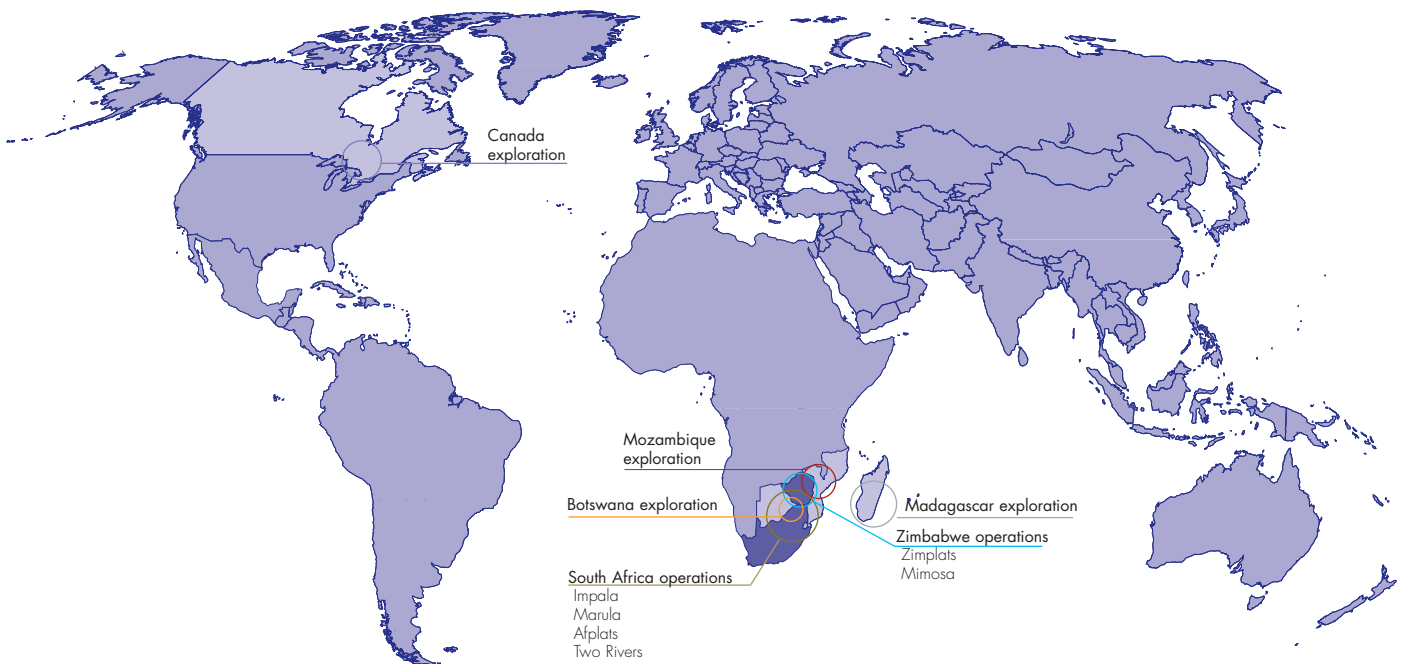 Canada
exploration
Mozambique
exploration
Botswana exploration
Madagascar exploration
Zimbabwe operations
Zimplats
Mimosa
South Africa operations
Impala
Marula
Afplats
Two Rivers